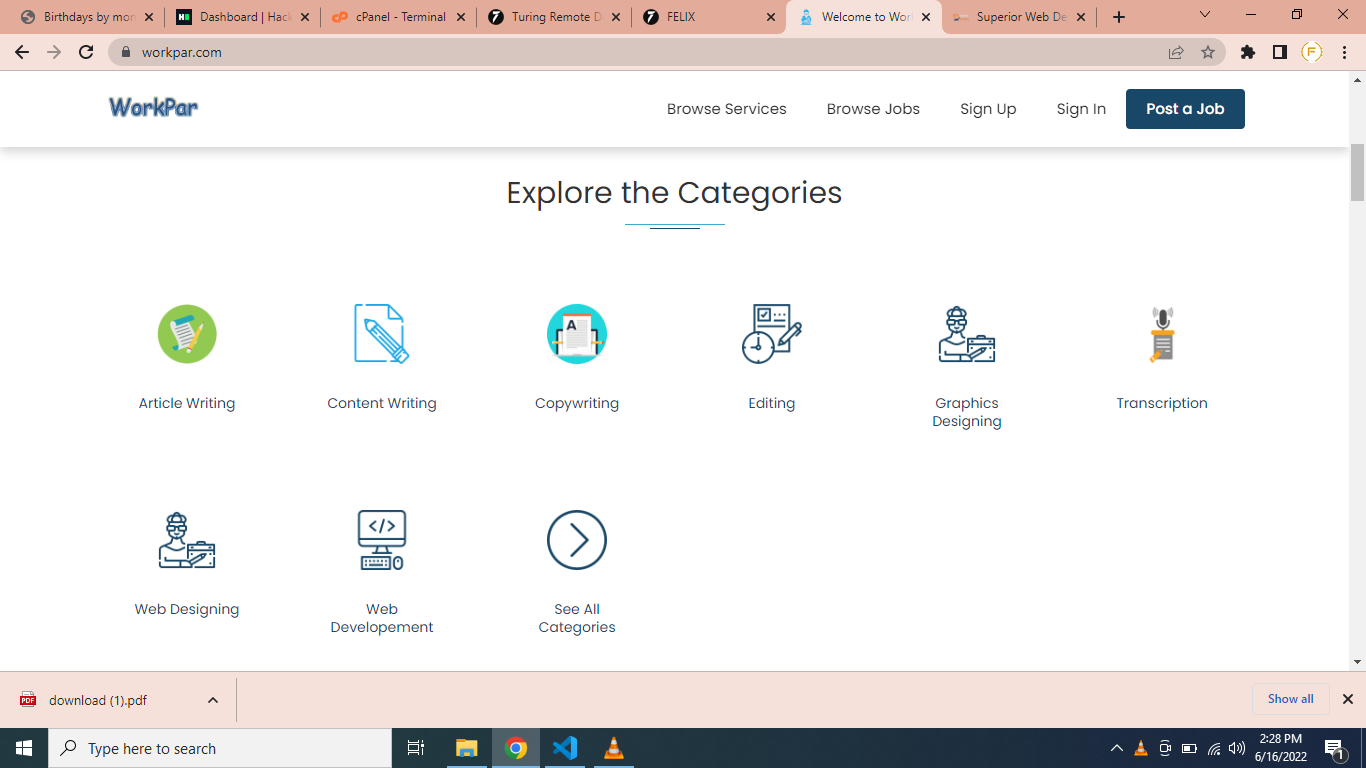 Birthdays by mon
Dashboard | Hack
cPanel - Terminal
Turing Remote D
FELIX
Welcome to Wor
Superior Web De
workpar.com
F
WorkPar
Browse Services
Browse Jobs
Sign Up
Sign In
Post a Job
Explore the Categories
A
Article Writing
Content Writing
Copywriting
Editing
Graphics
Designing
Transcription
</>
Web Designing
Web
Developement
See All
Categories
PDF
download (1).pdf
Show all
Type here to search
2:28 PM
6/16/2022
1